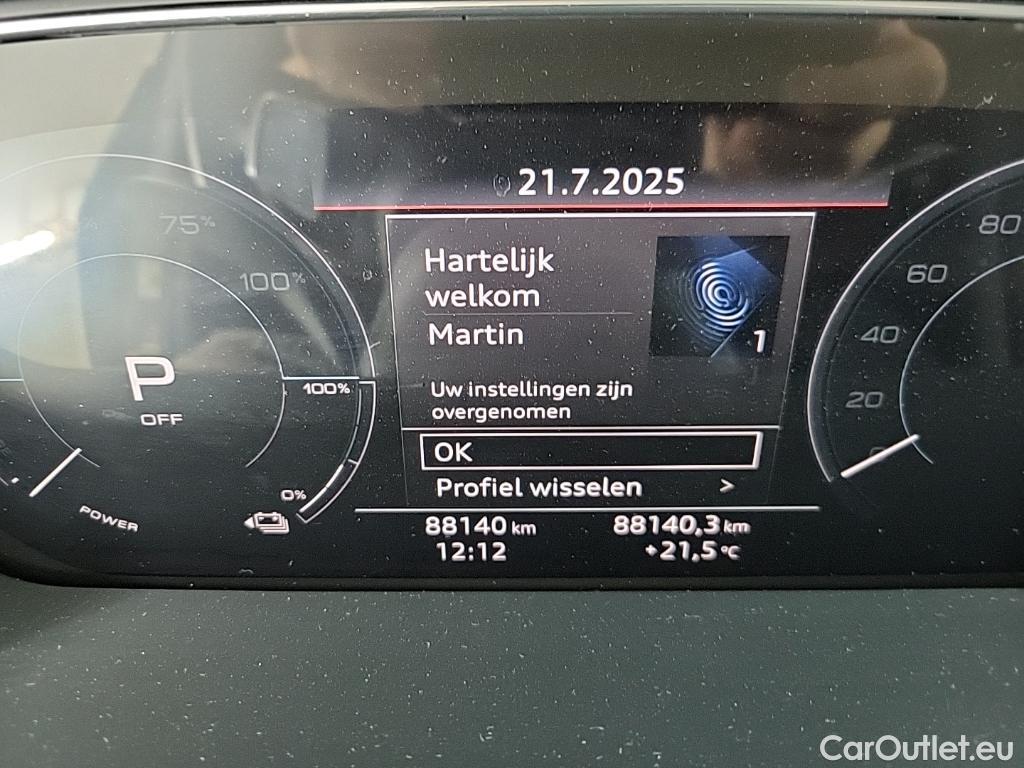 21.7.2025
75%
100%
P
OFF
100%
0%
POWER
Hartelijk
welkom
Martin
1
Uw instellingen zijn
overgenomen
OK
Profiel wisselen >
88140 km 88140,3 km
12:12 +21,5 °C
80
60
40
20
0
CarOutlet.eu